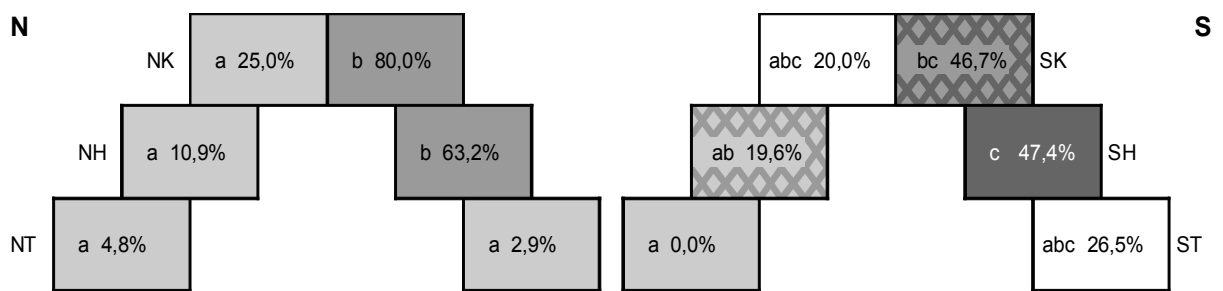 N S
NK a 25,0% b 80,0% abc 20,0% bc 46,7% SK
NH a 10,9% b 63,2% ab 19,6% c 47,4% SH
NT a 4,8% a 2,9% a 0,0% abc 26,5% ST